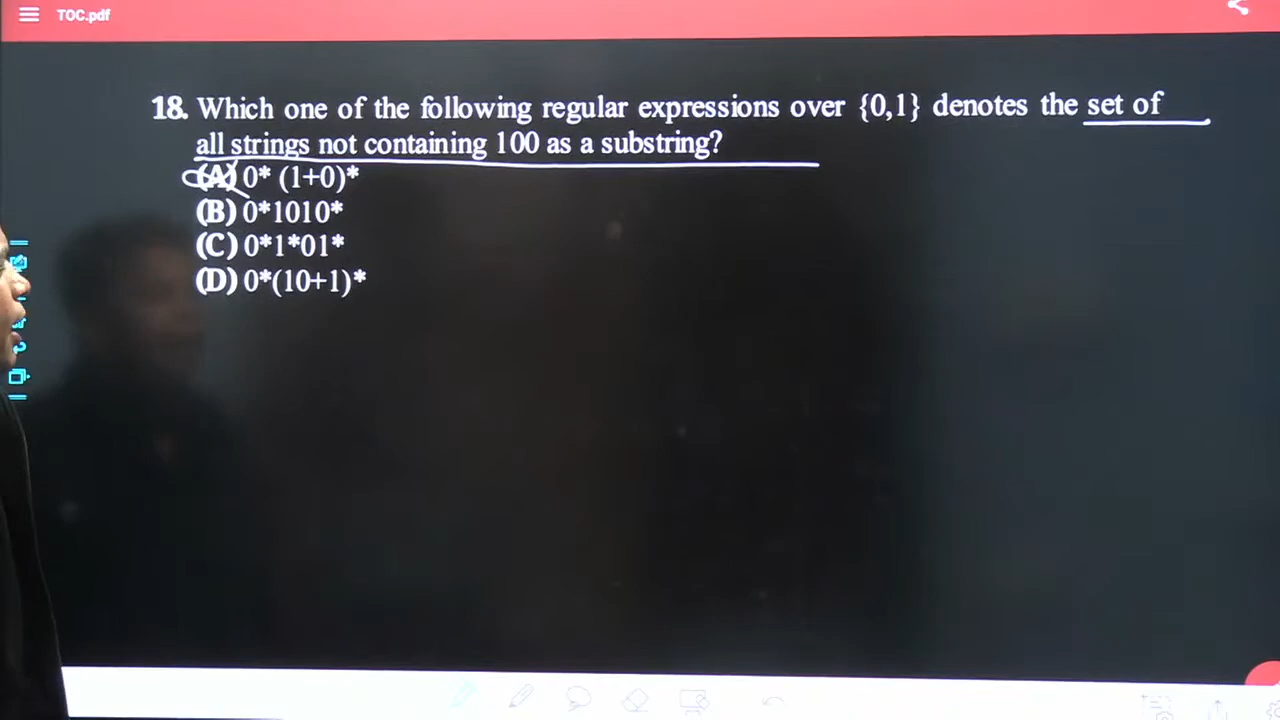 TOC.pdf
18. Which one of the following regular expressions over {0,1} denotes the set of
all strings not containing 100 as a substring?
(A) 0* (1+0)*
(B) 0*1010*
(C) 0*1*01*
(D) 0*(10+1)*